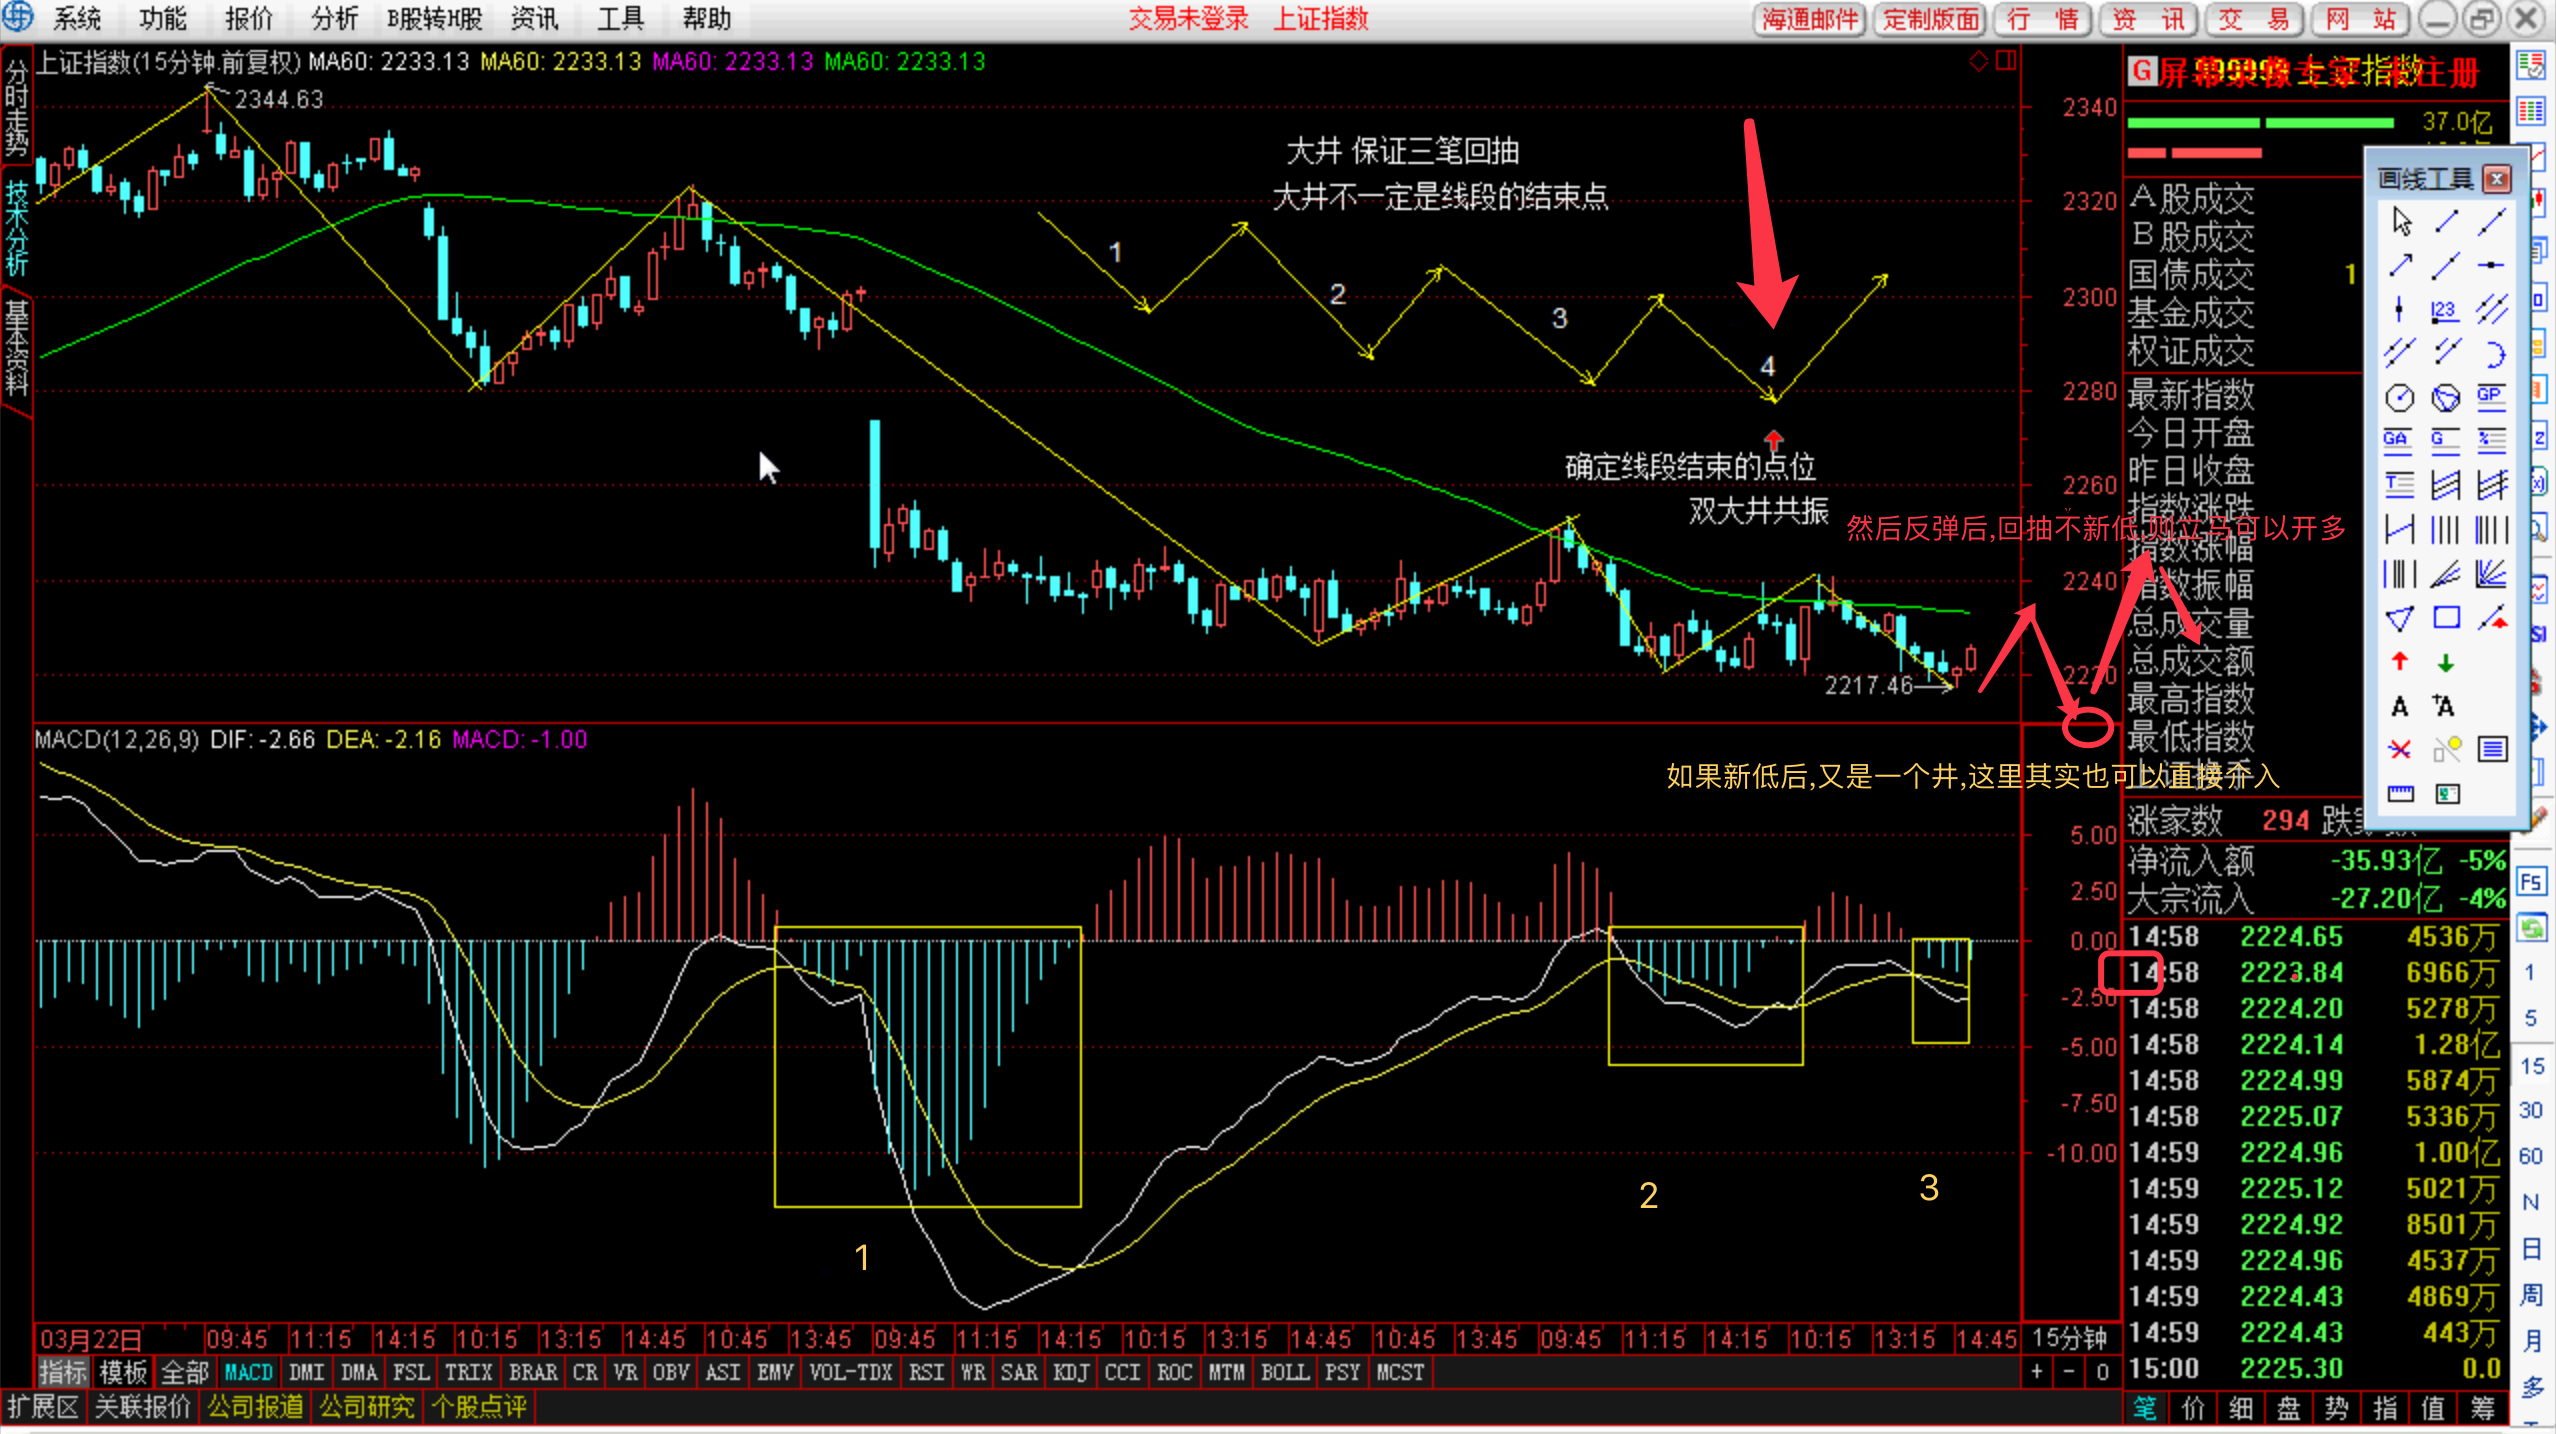 系统 功能 报价 分析 B股转H股 资讯 工具 帮助 交易未登录 上证指数 海通邮件 定制版面 行 情 资 讯 交 易 网 站
分时走势
技术分析
基本资料
上证指数(15分钟.前复权) MA60: 2233.13 MA60: 2233.13 MA60: 2233.13 MA60: 2233.13
2344.63
大井 保证三笔回抽
大井不一定是线段的结束点
1
2
3
4
确定线段结束的点位
双大井共振
然后反弹后,回抽不新低,则立马可以开多
2217.46
2340
2320
2300
2280
2260
2240
2220
MACD(12,26,9) DIF: -2.66 DEA: -2.16 MACD: -1.00
如果新低后,又是一个井,这里其实也可以直接介入
5.00
2.50
0.00
-2.50
-5.00
-7.50
-10.00
1
2
3
03月22日 09:45 11:15 14:15 10:15 13:15 14:45 10:45 13:45 09:45 11:15 14:15 10:15 13:15 14:45 10:45 13:45 09:45 11:15 14:15 10:15 13:15 14:45 15分钟
指标 模板 全部 MACD DMI DMA FSL TRIX BRAR CR VR OBV ASI EMV VOL-TDX RSI WR SAR KDJ CCI ROC MTM BOLL PSY MCST + - 0
扩展区 关联报价 公司报道 公司研究 个股点评
G 屏幕录像专家 未注册
37.0亿
A股成交
B股成交
国债成交 1
基金成交
权证成交
最新指数
今日开盘
昨日收盘
指数涨跌
指数涨幅
指数振幅
总成交量
总成交额
最高指数
最低指数
上证换手
涨家数 294 跌家数
净流入额 -35.93亿 -5%
大宗流入 -27.20亿 -4%
14:58 2224.65 4536万
14:58 2223.84 6966万
14:58 2224.20 5278万
14:58 2224.14 1.28亿
14:58 2224.99 5874万
14:58 2225.07 5336万
14:59 2224.96 1.00亿
14:59 2225.12 5021万
14:59 2224.92 8501万
14:59 2224.96 4537万
14:59 2224.43 4869万
14:59 2224.43 443万
15:00 2225.30 0.0
笔 价 细 盘 势 指 值 筹
画线工具
123
GP
GA G %
T
A A
F5
1
5
15
30
60
N
日
周
月
多